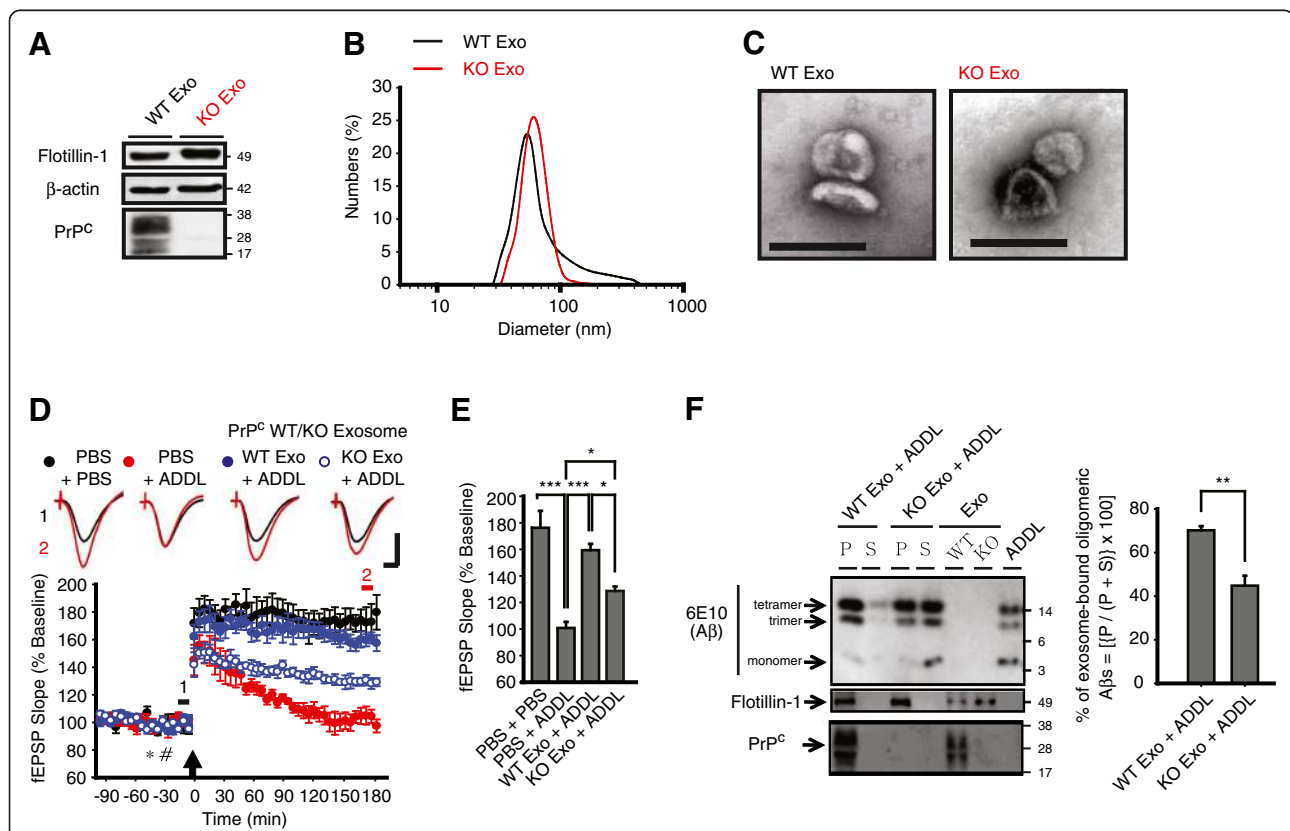 A
WT Exo
KO Exo
Flotillin-1
49
β-actin
42
PrPᶜ
38
28
17
B
WT Exo
KO Exo
Numbers (%)
30
25
20
15
10
5
0
10
100
1000
Diameter (nm)
C
WT Exo
KO Exo
D
PrPᶜ WT/KO Exosome
PBS + PBS
PBS + ADDL
WT Exo + ADDL
KO Exo + ADDL
1
2
fEPSP Slope (% Baseline)
200
180
160
140
120
100
80
60
2
1
* #
-90 -60 -30 0 30 60 90 120 150 180
Time (min)
E
fEPSP Slope (% Baseline)
200
180
160
140
120
100
80
60
*
*** *** *
PBS + PBS
PBS + ADDL
WT Exo + ADDL
KO Exo + ADDL
F
WT Exo + ADDL
KO Exo + ADDL
Exo
ADDL
P S P S WT KO
6E10
(Aβ)
tetramer
trimer
monomer
14
6
3
Flotillin-1
49
PrPᶜ
38
28
17
% of exosome-bound oligomeric
Aβs = [{P / (P + S)} x 100]
80
60
40
20
0
**
WT Exo + ADDL
KO Exo + ADDL